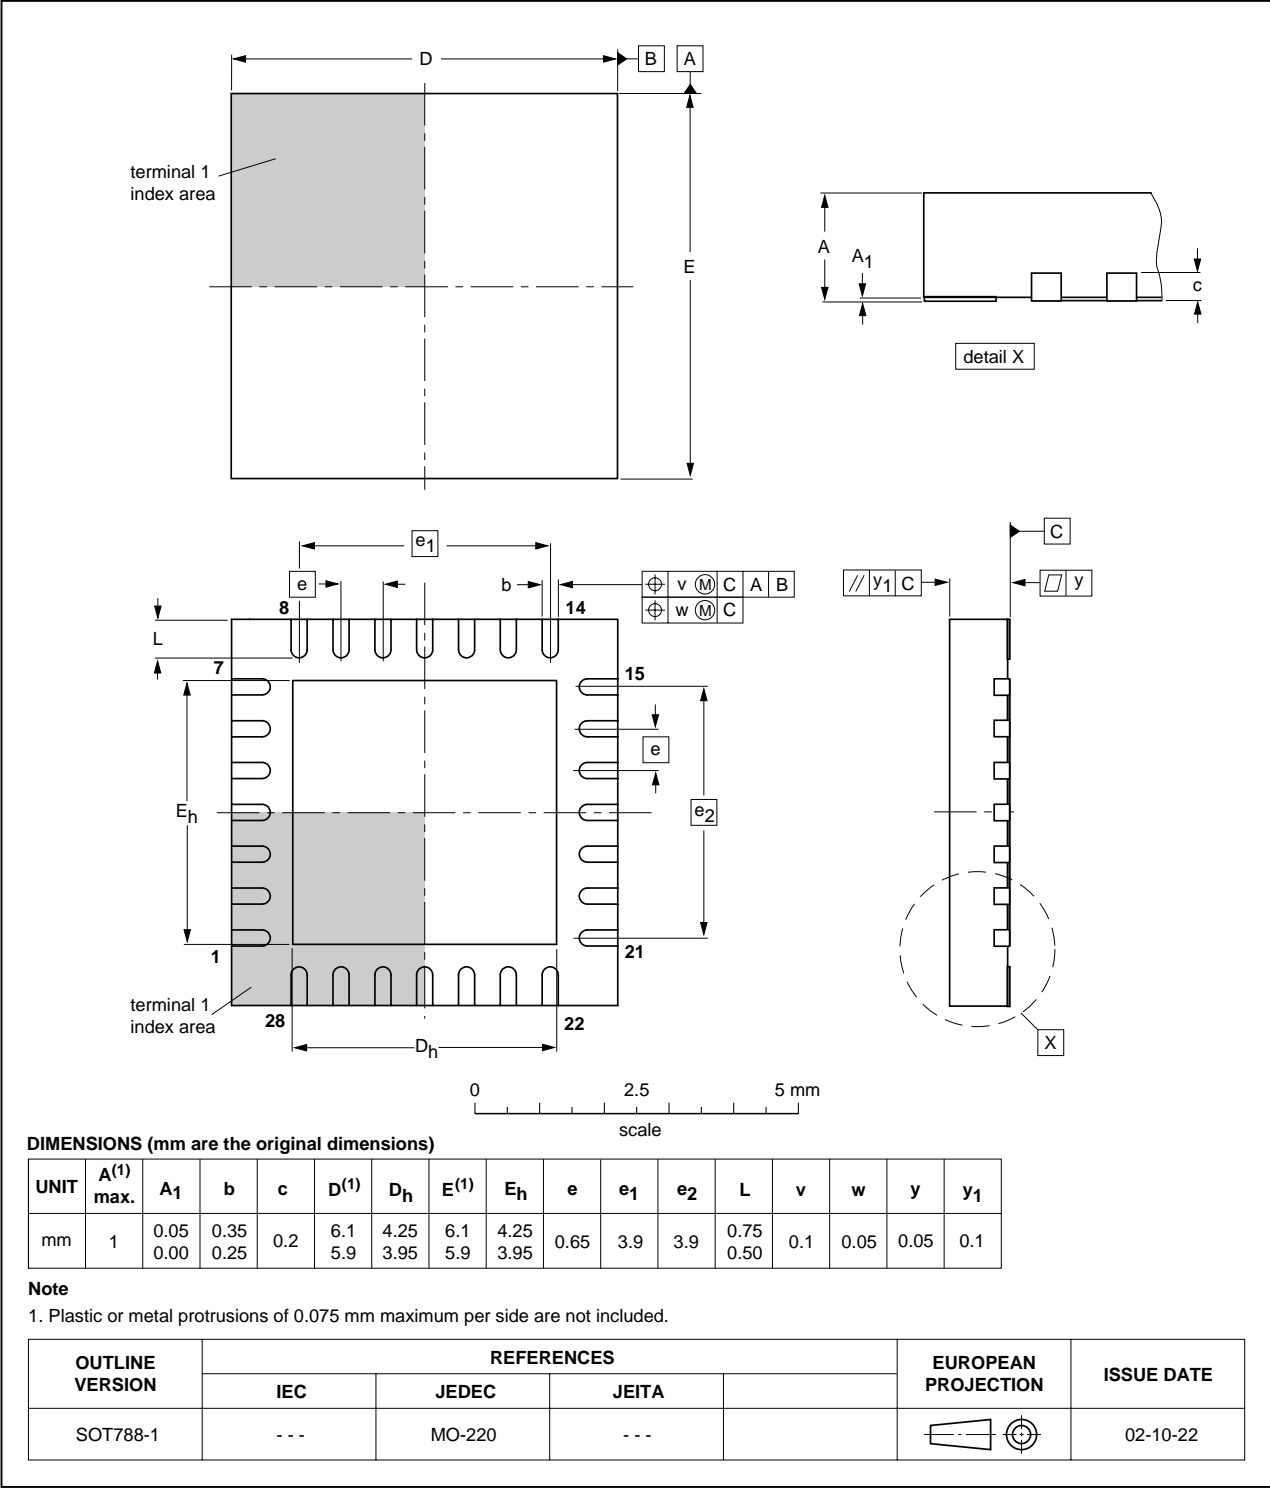 D
B
A
terminal 1
index area
E
A
A1
c
detail X
e1
e
b
v M C A B
w M C
8
14
L
7
15
e
Eh
e2
1
21
terminal 1
index area
28
22
Dh
C
// y1 C
y
X
0 2.5 5 mm
scale
DIMENSIONS (mm are the original dimensions)
UNIT A(1) max. A1 b c D(1) Dh E(1) Eh e e1 e2 L v w y y1
mm 1 0.05 0.00 0.35 0.25 0.2 6.1 5.9 4.25 3.95 6.1 5.9 4.25 3.95 0.65 3.9 3.9 0.75 0.50 0.1 0.05 0.05 0.1
Note
1. Plastic or metal protrusions of 0.075 mm maximum per side are not included.
OUTLINE VERSION REFERENCES EUROPEAN PROJECTION ISSUE DATE
IEC JEDEC JEITA
SOT788-1 - - - MO-220 - - - 02-10-22